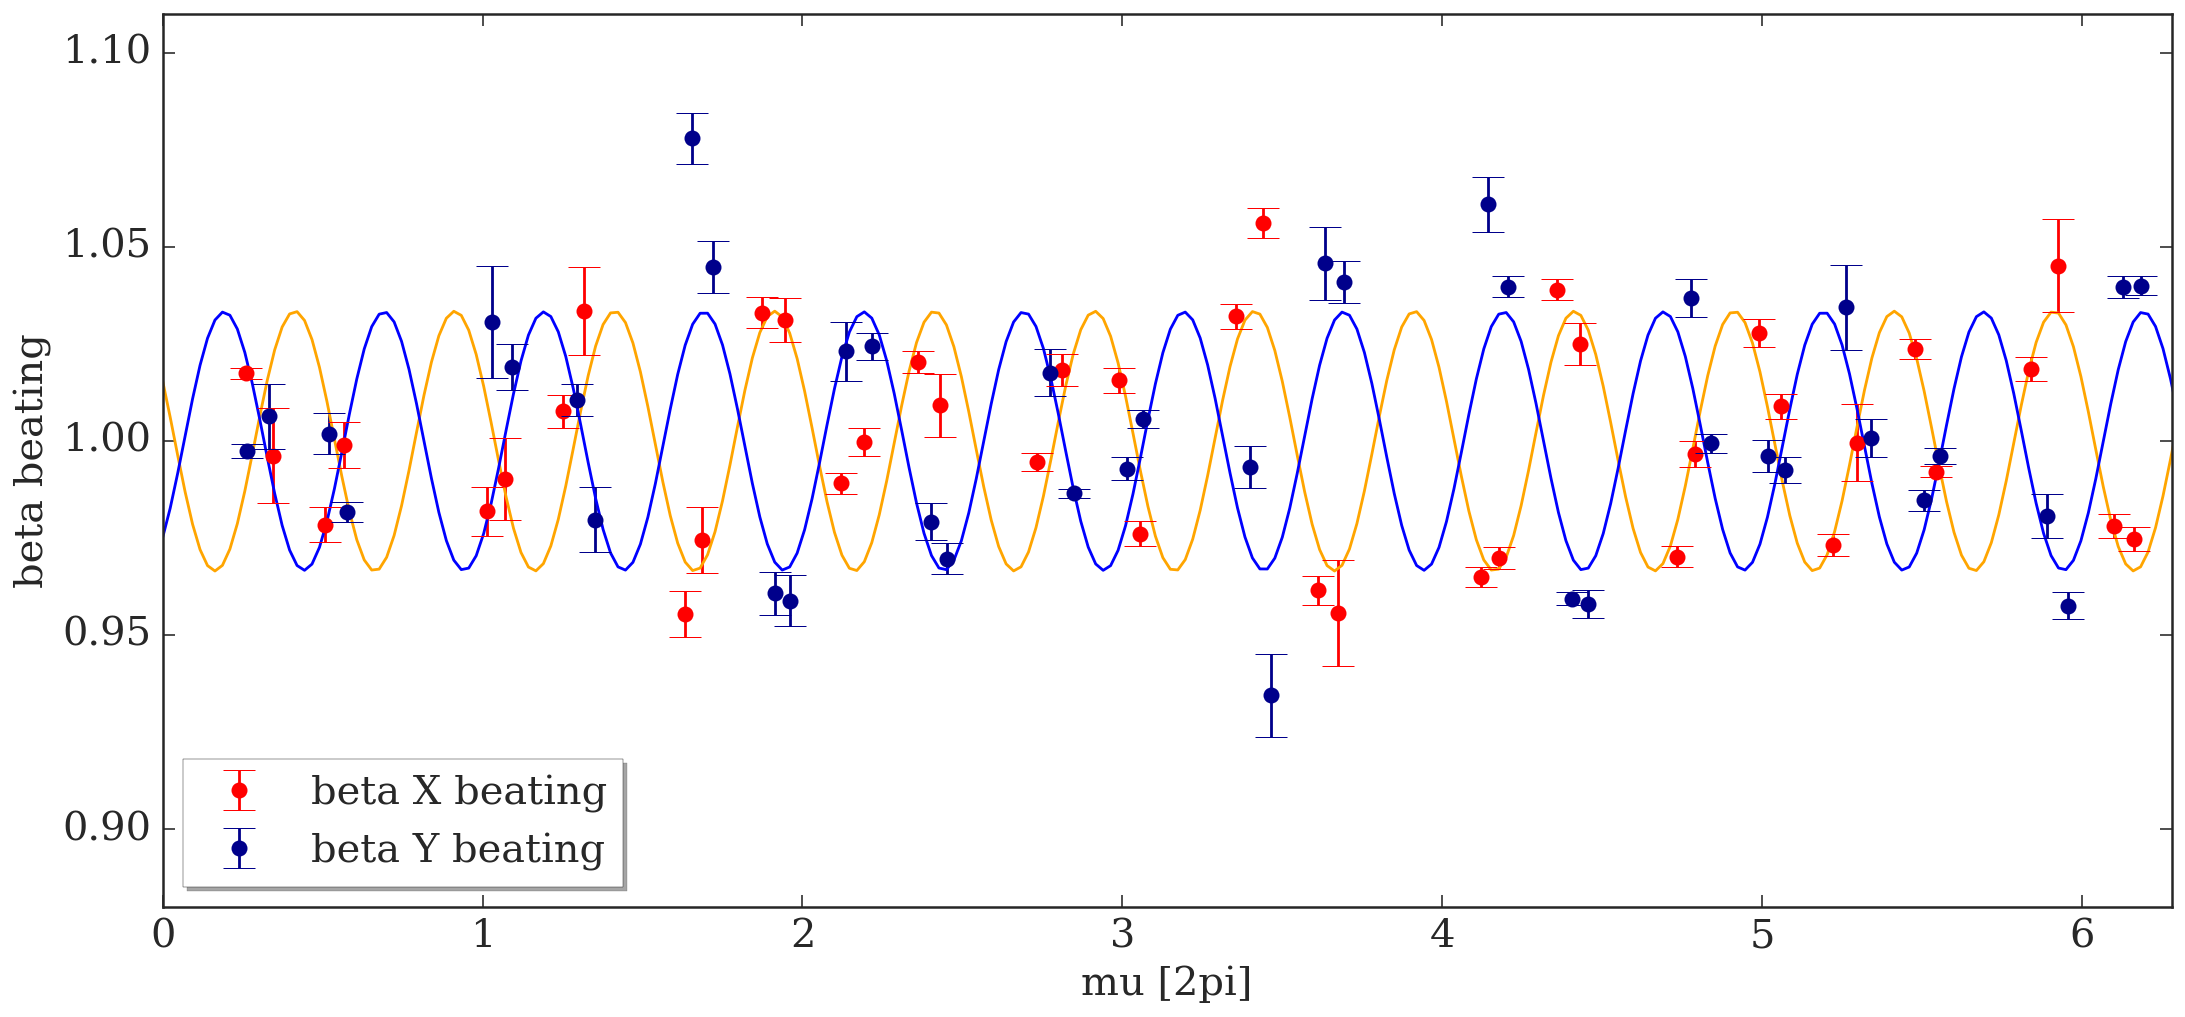 1.10
1.05
1.00
0.95
0.90
beta beating
beta X beating
beta Y beating
0 1 2 3 4 5 6
mu [2pi]